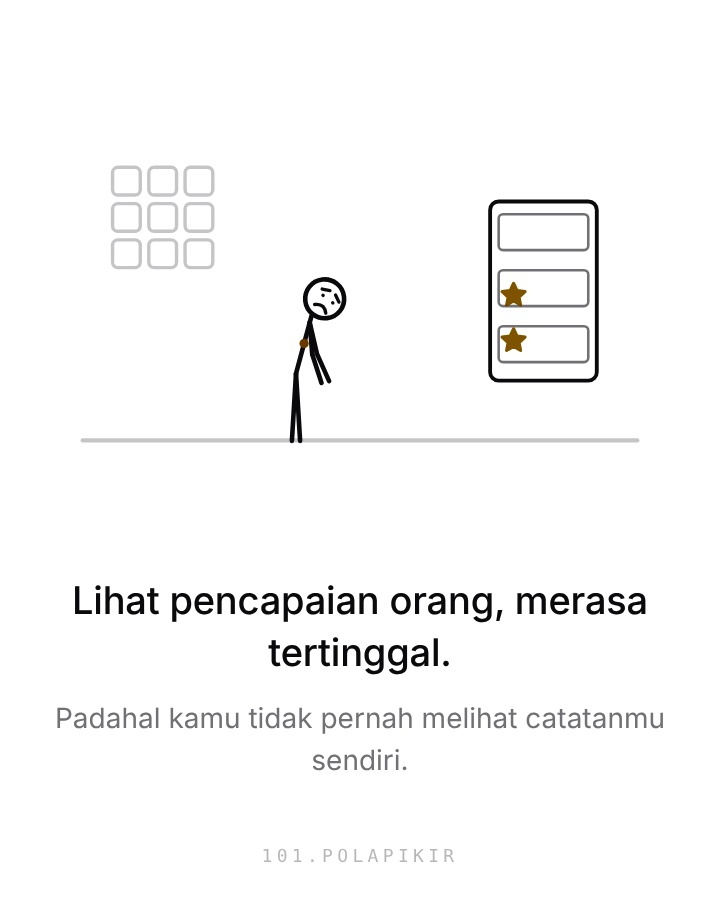 Lihat pencapaian orang, merasa
tertinggal.
Padahal kamu tidak pernah melihat catatanmu
sendiri.
101.POLAPIKIR